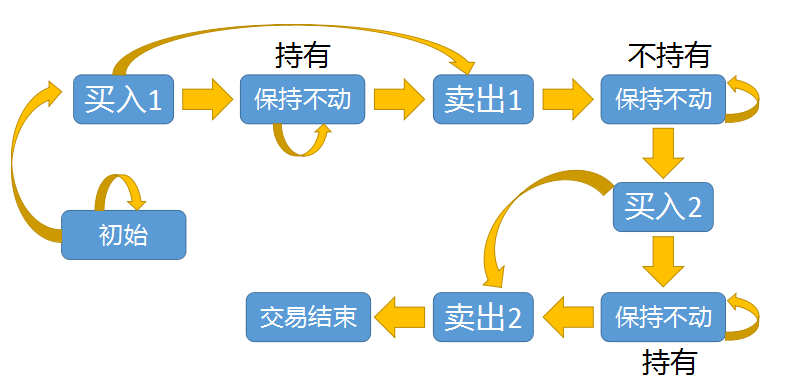 持有
不持有
买入1
保持不动
卖出1
保持不动
买入2
初始
交易结束
卖出2
保持不动
持有